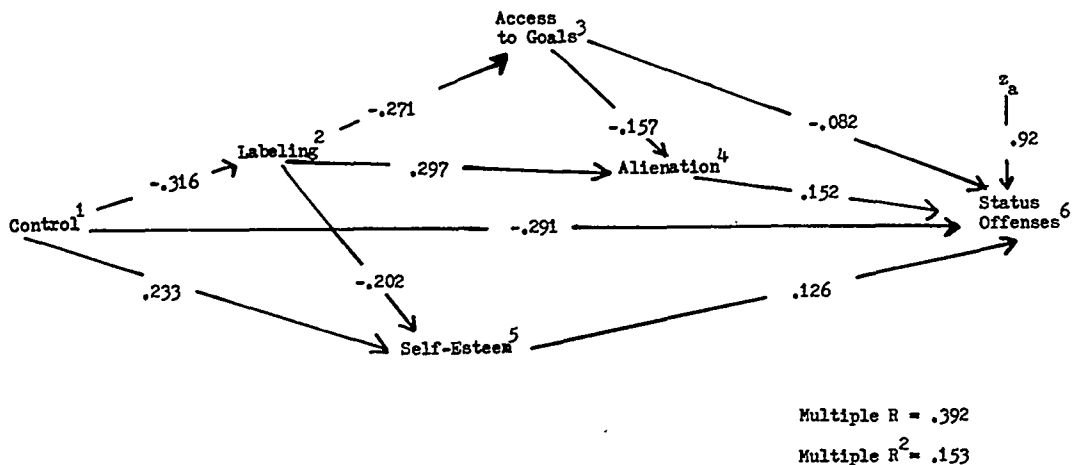 Access
to Goals3
za
-.271
-.157
-.082
.92
Labeling2
.297
Alienation4
-.316
.152
Status
Offenses6
Control1
-.291
-.202
.233
.126
Self-Esteem5
Multiple R = .392
Multiple R2= .153